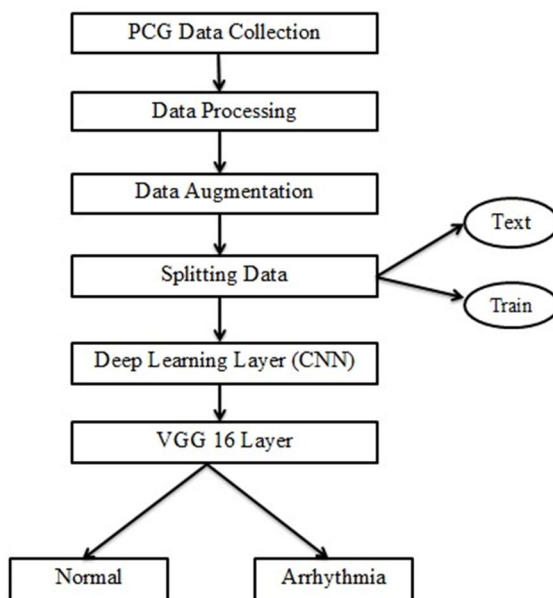 PCG Data Collection
Data Processing
Data Augmentation
Text
Splitting Data
Train
Deep Learning Layer (CNN)
VGG 16 Layer
Normal
Arrhythmia